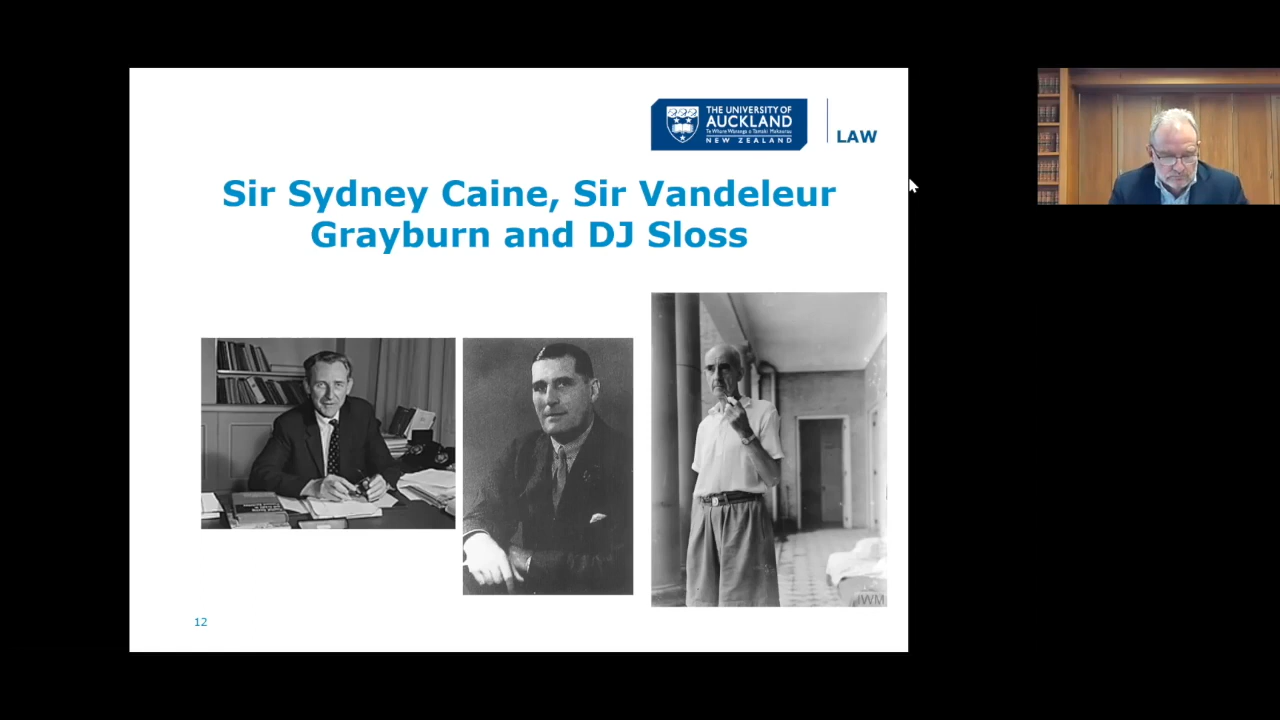 THE UNIVERSITY OF
AUCKLAND
Te Whare Wānanga o Tāmaki Makaurau
NEW ZEALAND
LAW
Sir Sydney Caine, Sir Vandeleur
Grayburn and DJ Sloss
IWM
12